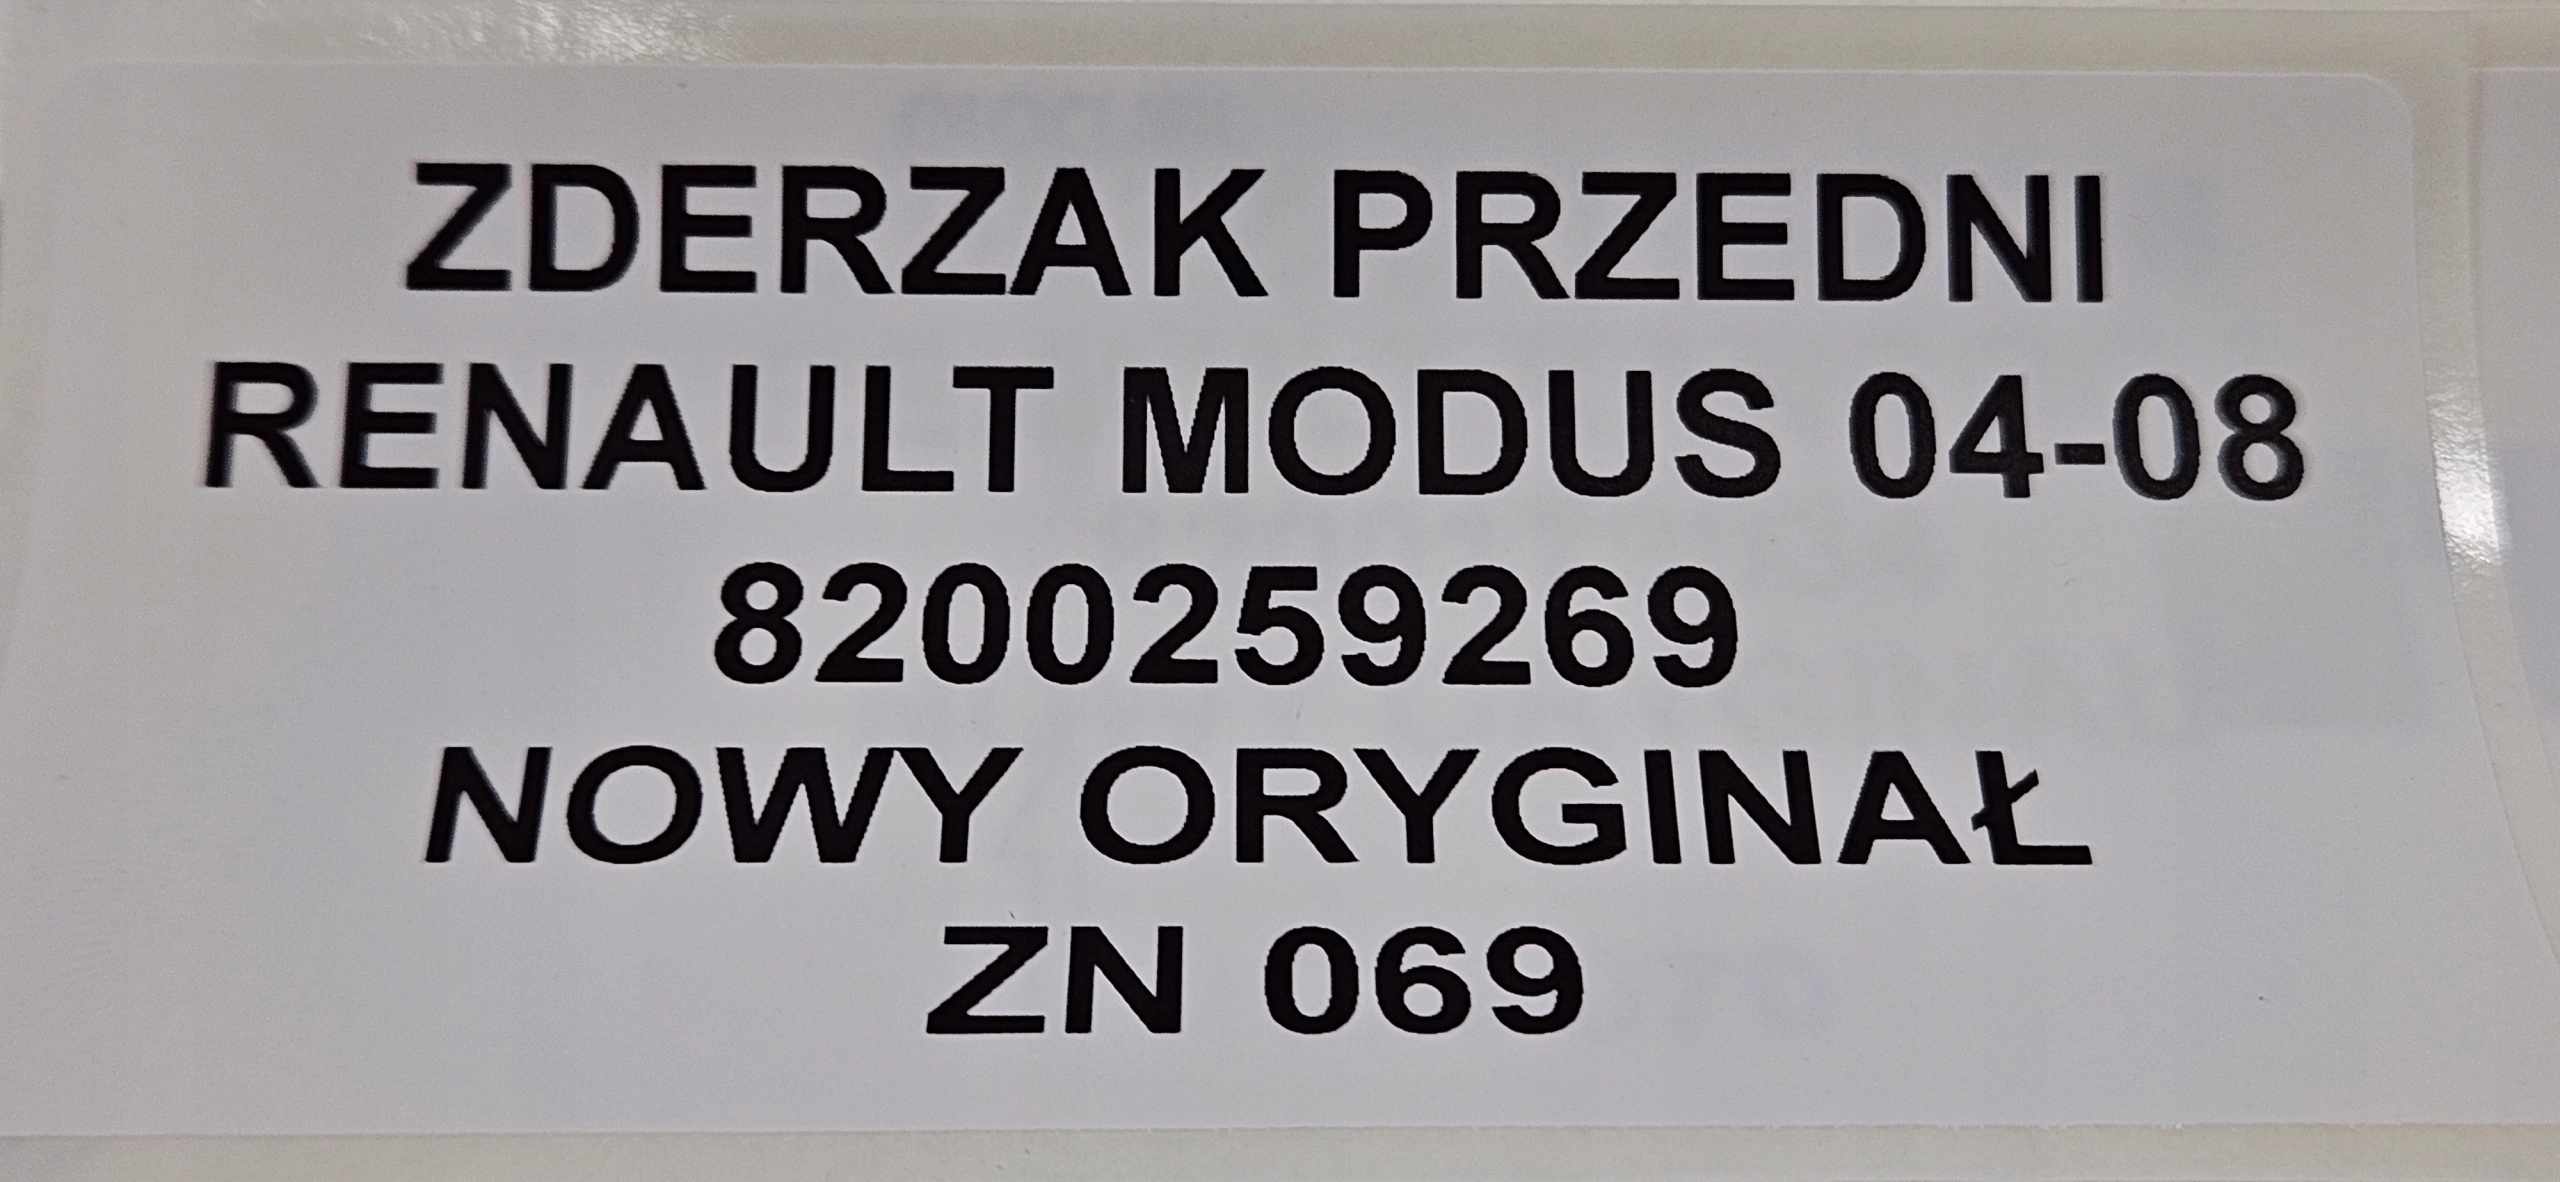 ZDERZAK PRZEDNI
RENAULT MODUS 04-08
8200259269
NOWY ORYGINAŁ
ZN 069